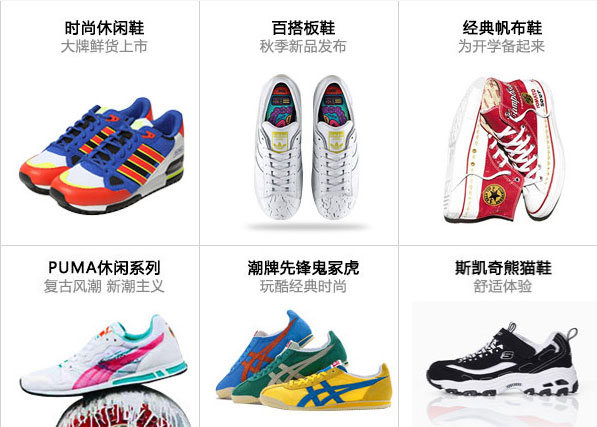 时尚休闲鞋
大牌鲜货上市
百搭板鞋
秋季新品发布
经典帆布鞋
为开学备起来
Campbell's
PUMA休闲系列
复古风潮 新潮主义
潮牌先锋鬼冢虎
玩酷经典时尚
斯凯奇熊猫鞋
舒适体验